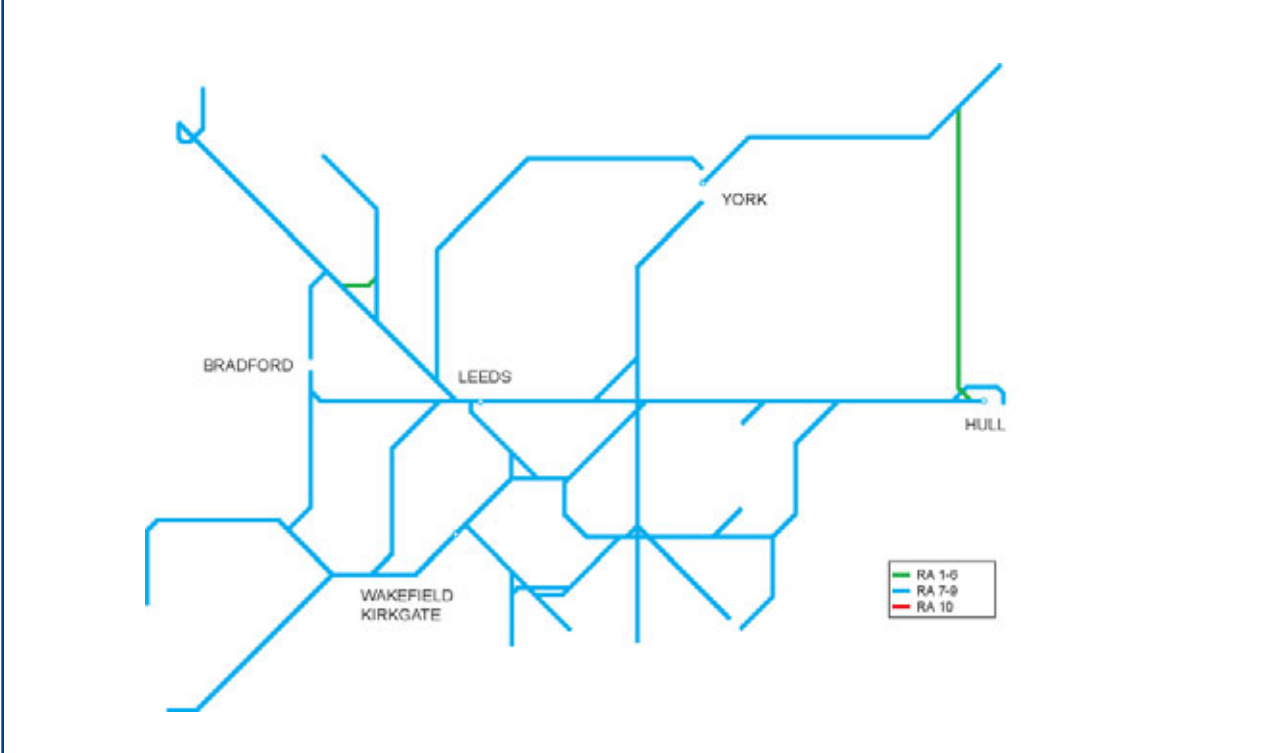 YORK
BRADFORD
LEEDS
HULL
WAKEFIELD
KIRKGATE
RA 1-6
RA 7-9
RA 10